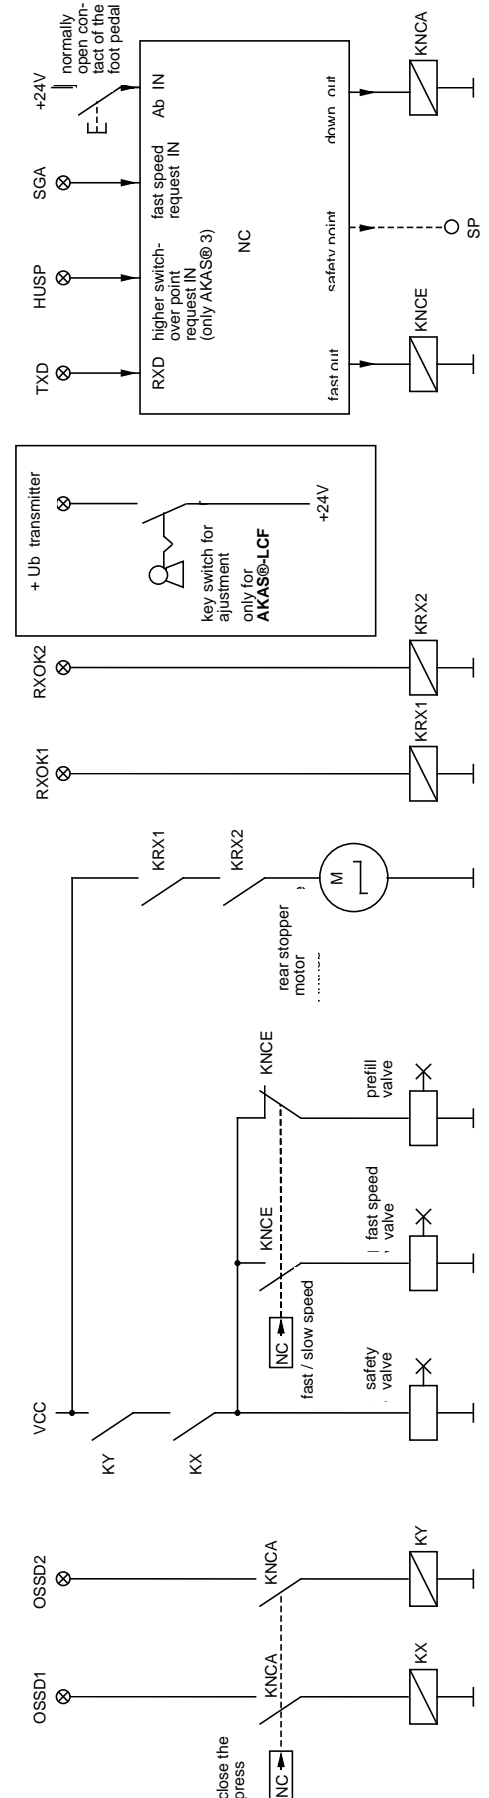 +24V
normally
open con-
tact of the
foot pedal
SGA
HUSP
TXD
Ab IN
fast speed
request IN
higher switch-
over point
request IN
(only AKAS® 3)
RXD
NC
down out
safety point
fast out
KNCA
SP
KNCE
+ Ub transmitter
key switch for
ajustment
only for
AKAS®-LCF
+24V
RXOK2
RXOK1
KRX2
KRX1
KRX1
KRX2
M
rear stopper
motor
VCC
KY
KX
KNCE
KNCE
NC
fast / slow speed
prefill
valve
fast speed
valve
safety
valve
OSSD2
OSSD1
KNCA
KNCA
close the
press
NC
KY
KX